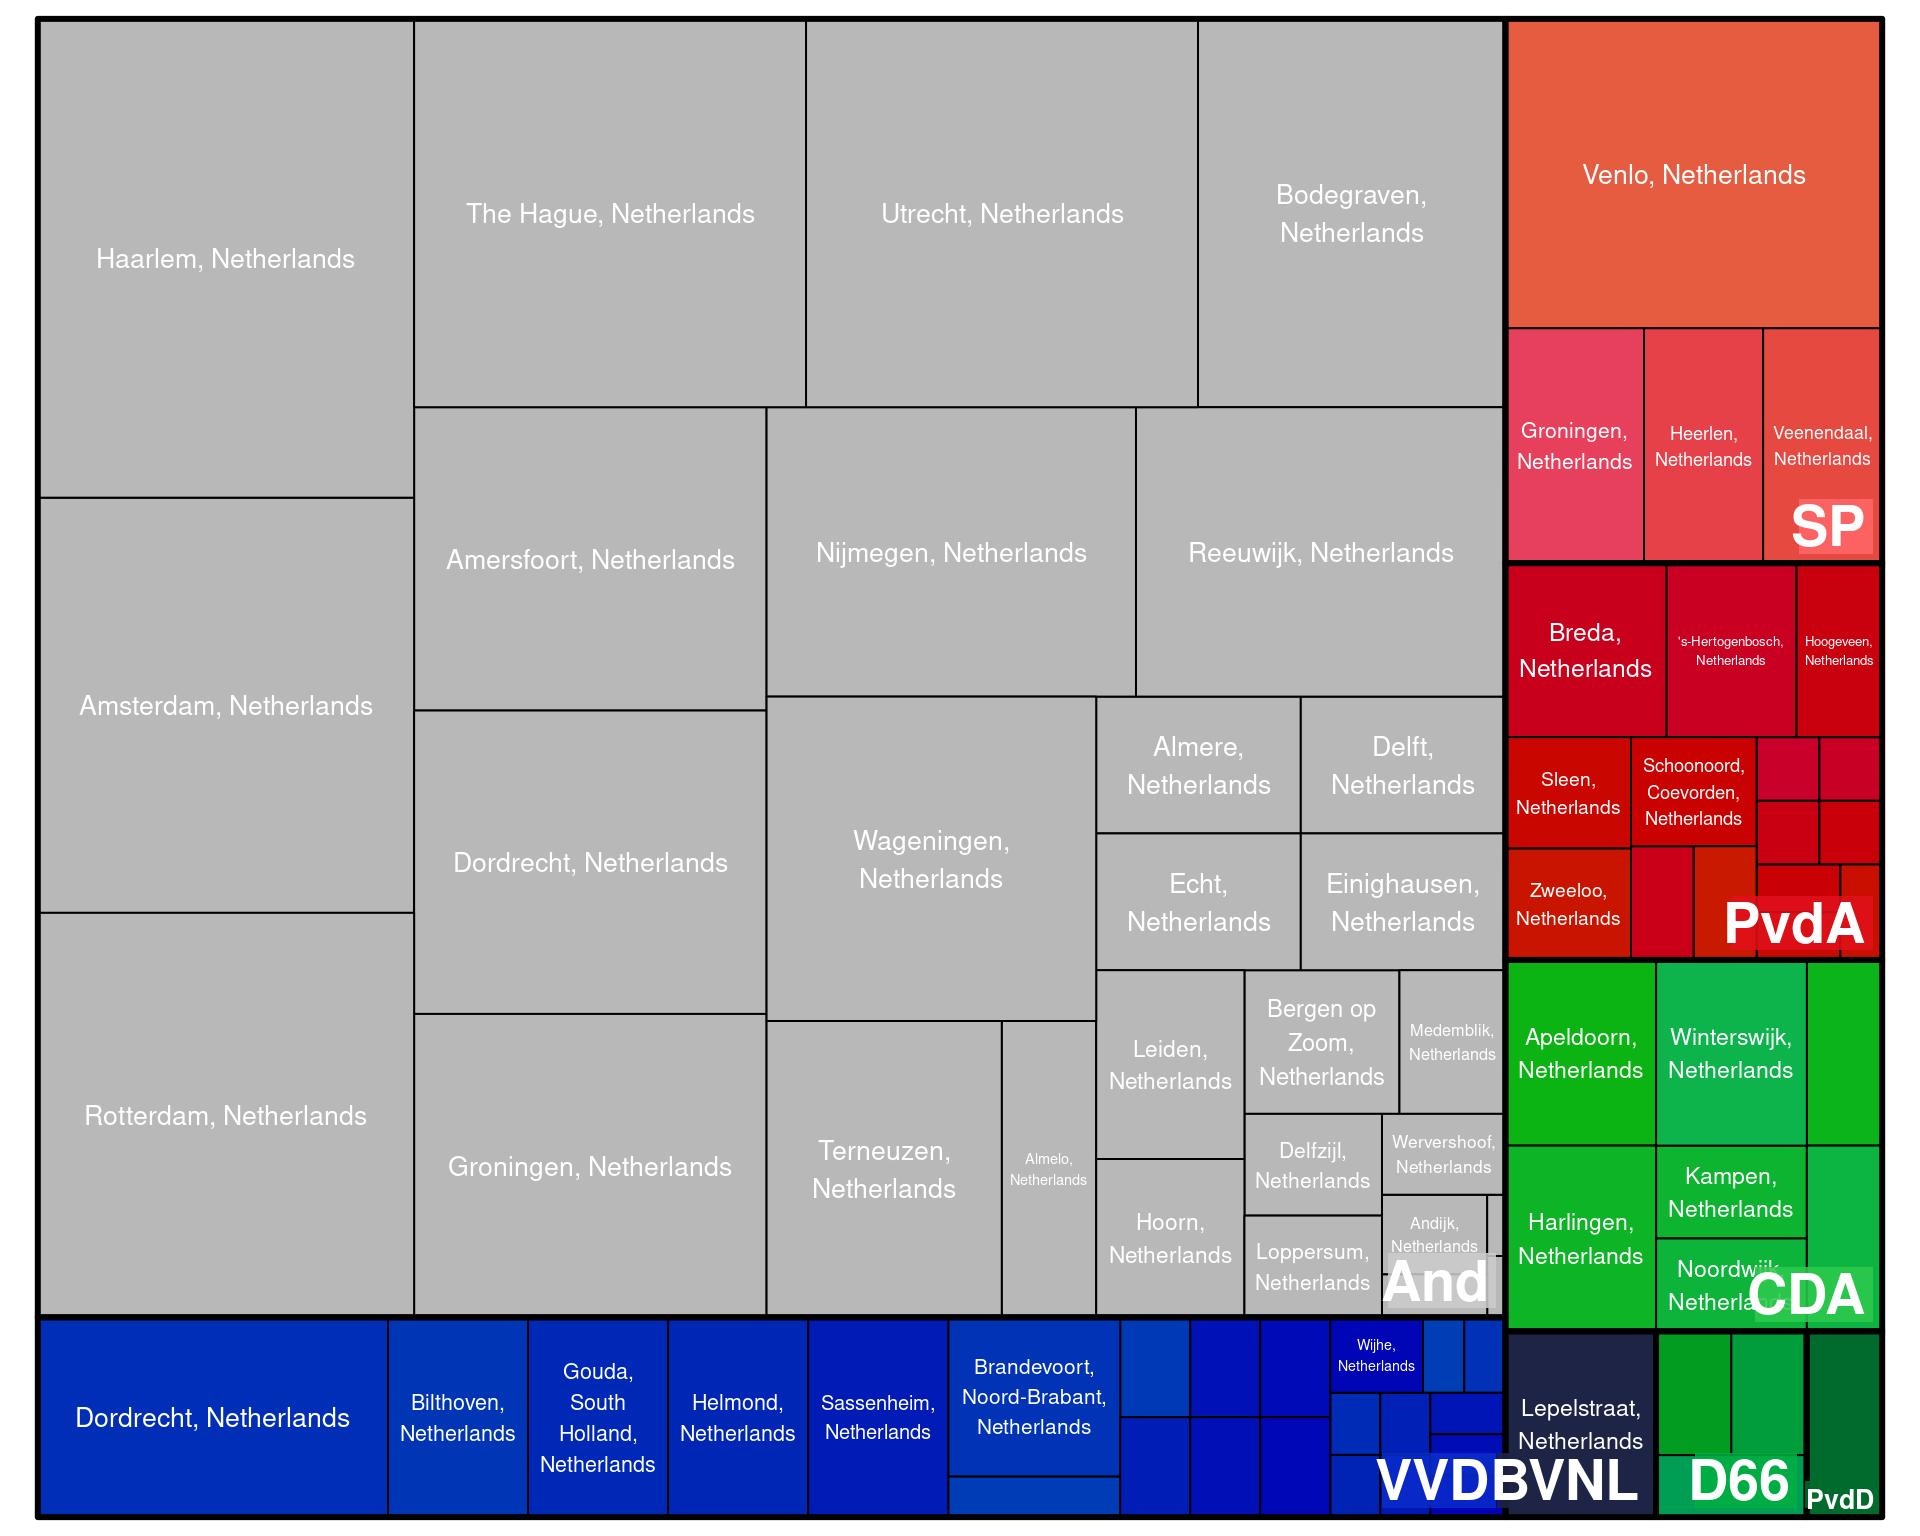 Haarlem, Netherlands
The Hague, Netherlands
Utrecht, Netherlands
Bodegraven,
Netherlands
Venlo, Netherlands
Groningen,
Netherlands
Heerlen,
Netherlands
Veenendaal,
Netherlands
SP
Amsterdam, Netherlands
Amersfoort, Netherlands
Nijmegen, Netherlands
Reeuwijk, Netherlands
Breda,
Netherlands
's-Hertogenbosch,
Netherlands
Hoogeveen,
Netherlands
Dordrecht, Netherlands
Wageningen,
Netherlands
Almere,
Netherlands
Delft,
Netherlands
Echt,
Netherlands
Einighausen,
Netherlands
Sleen,
Netherlands
Schoonoord,
Coevorden,
Netherlands
Zweeloo,
Netherlands
PvdA
Rotterdam, Netherlands
Groningen, Netherlands
Terneuzen,
Netherlands
Almelo,
Netherlands
Leiden,
Netherlands
Bergen op
Zoom,
Netherlands
Medemblik,
Netherlands
Hoorn,
Netherlands
Delfzijl,
Netherlands
Wervershoof,
Netherlands
Loppersum,
Netherlands
Andijk,
Netherlands
And
Apeldoorn,
Netherlands
Winterswijk,
Netherlands
Harlingen,
Netherlands
Kampen,
Netherlands
Noordwijk,
Netherlands
CDA
Dordrecht, Netherlands
Bilthoven,
Netherlands
Gouda,
South
Holland,
Netherlands
Helmond,
Netherlands
Sassenheim,
Netherlands
Brandevoort,
Noord-Brabant,
Netherlands
Wijhe,
Netherlands
VVDBVNL
Lepelstraat,
Netherlands
D66
PvdD